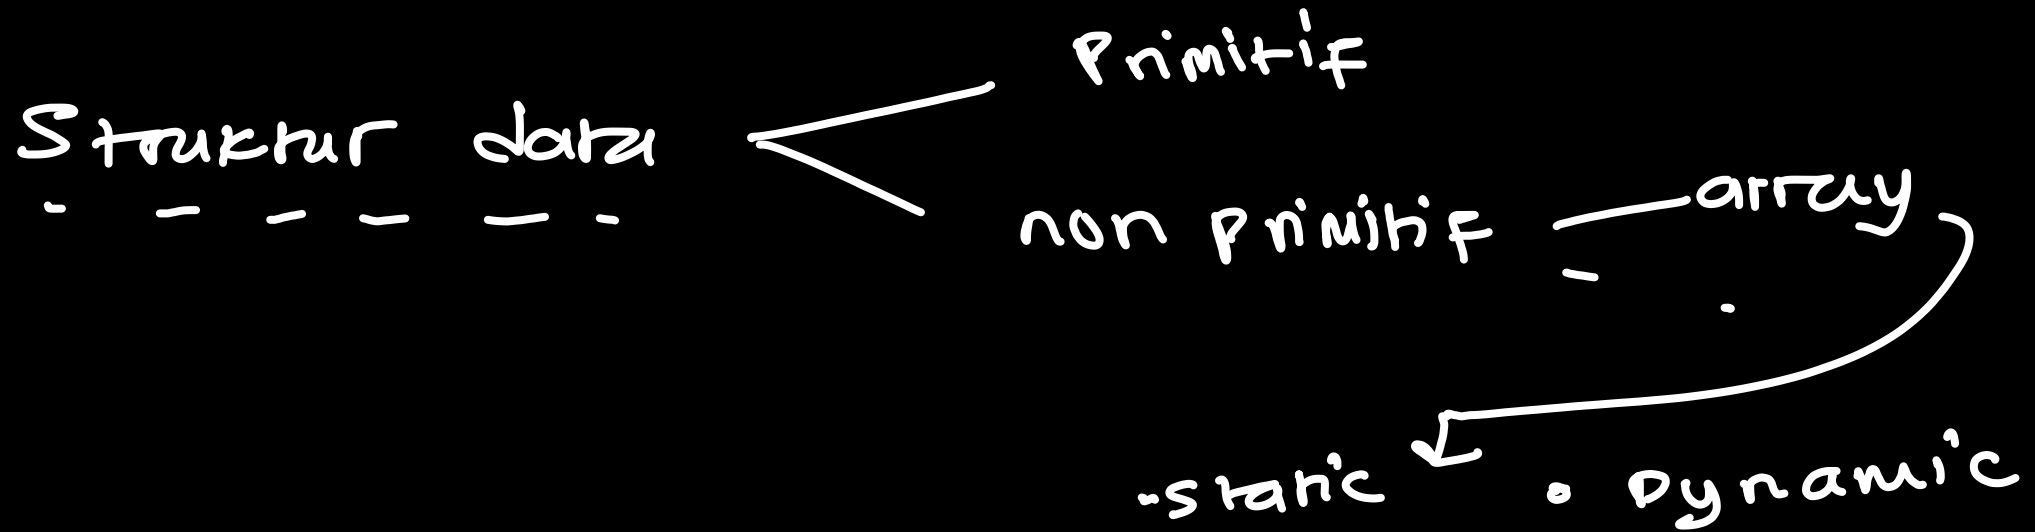 Primitif
Struktur data
non primitif
array
- static
• Dynamic